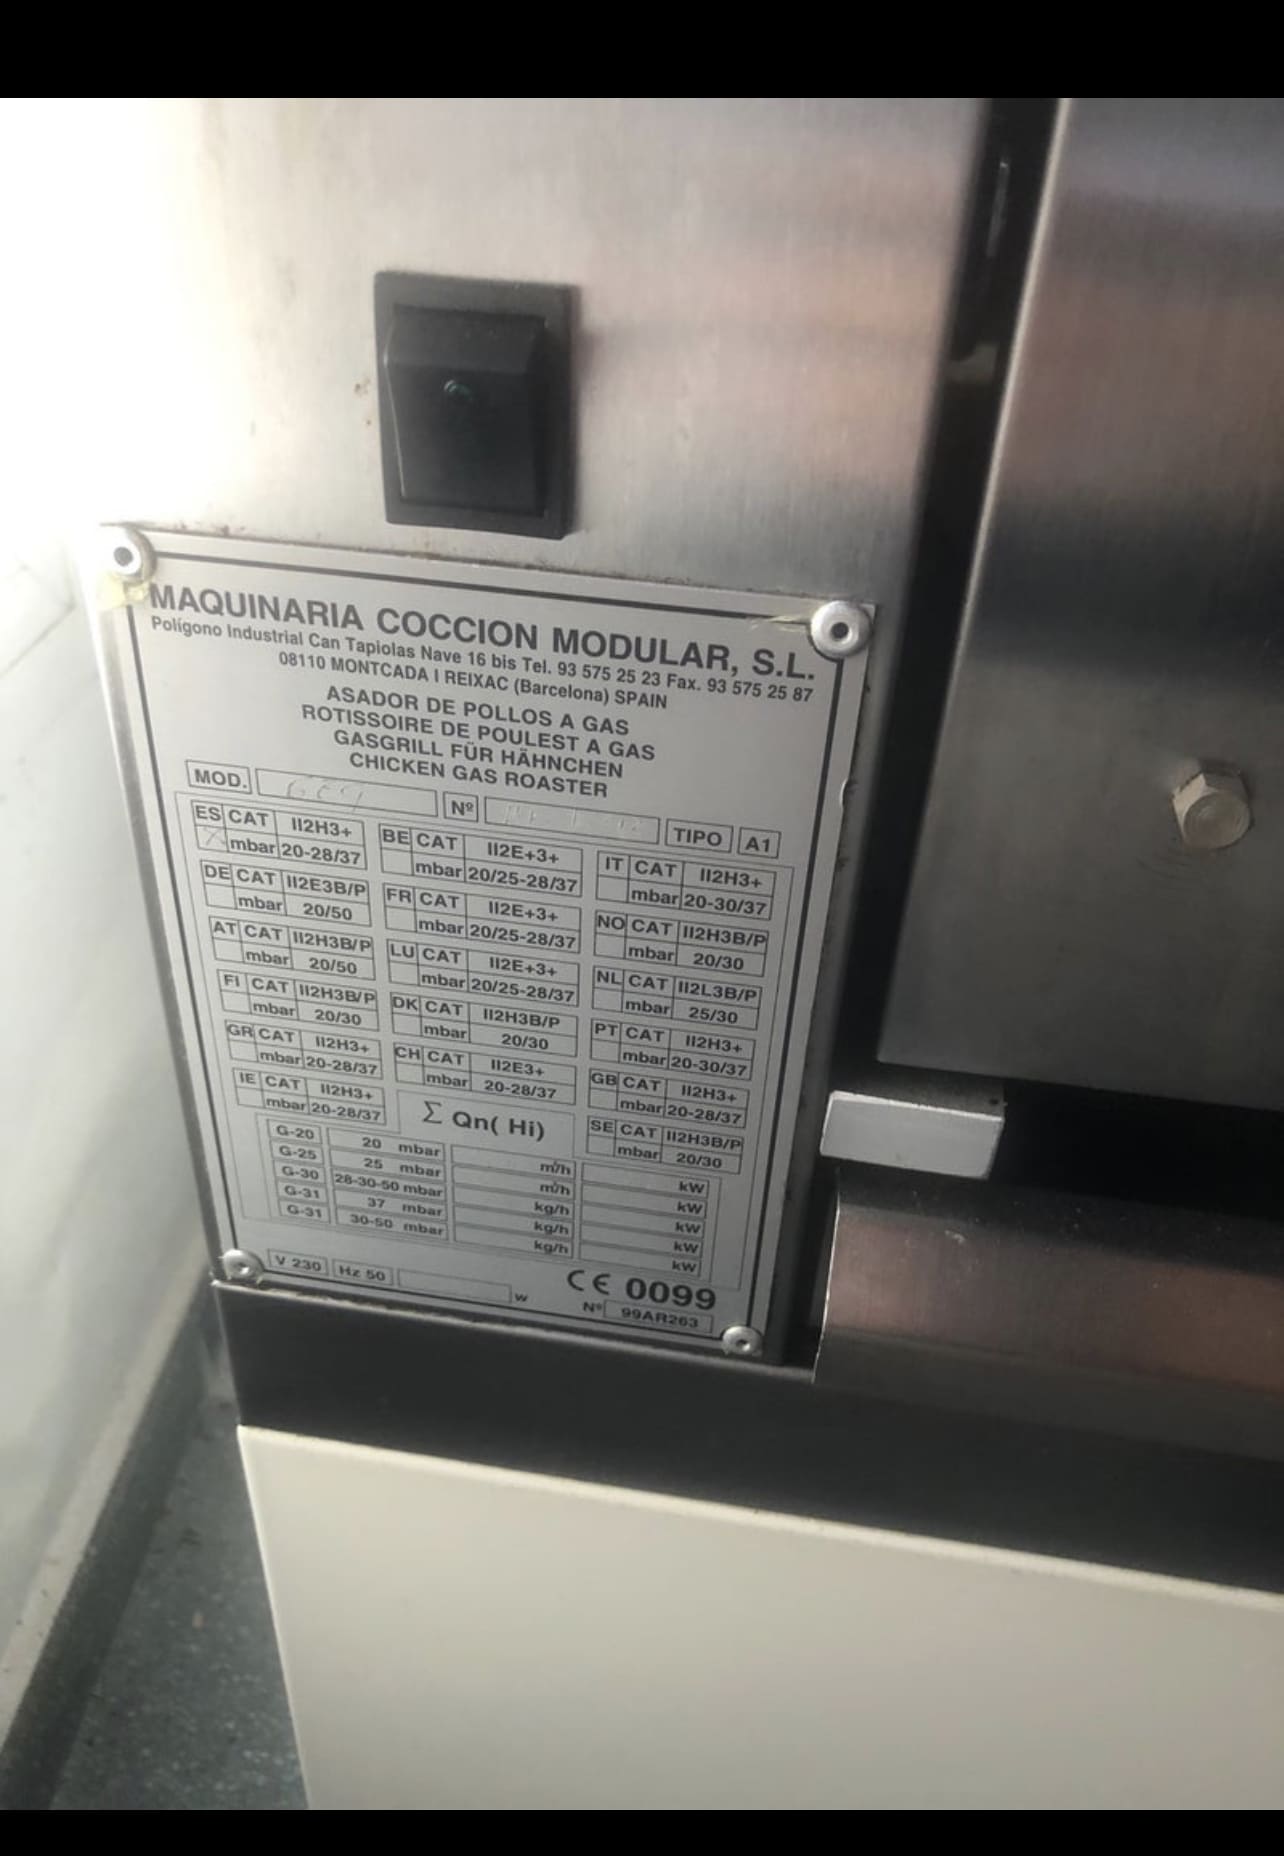 MAQUINARIA COCCION MODULAR, S.L.
Polígono Industrial Can Tapiolas Nave 16 bis Tel. 93 575 25 23 Fax. 93 575 25 87
08110 MONTCADA I REIXAC (Barcelona) SPAIN
ASADOR DE POLLOS A GAS
ROTISSOIRE DE POULEST A GAS
GASGRILL FÜR HÄHNCHEN
CHICKEN GAS ROASTER
MOD. Nº TIPO A1
ES CAT II2H3+
X mbar 20-28/37
BE CAT II2E+3+
mbar 20/25-28/37
IT CAT II2H3+
mbar 20-30/37
DE CAT II2E3B/P
mbar 20/50
FR CAT II2E+3+
mbar 20/25-28/37
NO CAT II2H3B/P
mbar 20/30
AT CAT II2H3B/P
mbar 20/50
LU CAT II2E+3+
mbar 20/25-28/37
NL CAT II2L3B/P
mbar 25/30
FI CAT II2H3B/P
mbar 20/30
DK CAT II2H3B/P
mbar 20/30
PT CAT II2H3+
mbar 20-30/37
GR CAT II2H3+
mbar 20-28/37
CH CAT II2E3+
mbar 20-28/37
GB CAT II2H3+
mbar 20-28/37
IE CAT II2H3+
mbar 20-28/37
Σ Qn( Hi)
SE CAT II2H3B/P
mbar 20/30
G-20 20 mbar m³/h kW
G-25 25 mbar m³/h kW
G-30 28-30-50 mbar kg/h kW
G-31 37 mbar kg/h kW
G-31 30-50 mbar kg/h kW
V 230 Hz 50 w
CE 0099
Nº 99AR263